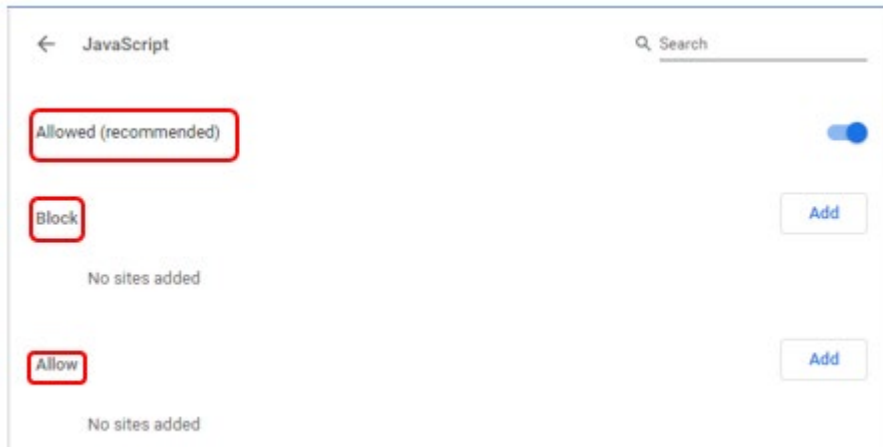 JavaScript
Search
Allowed (recommended)
Block
Add
No sites added
Allow
Add
No sites added